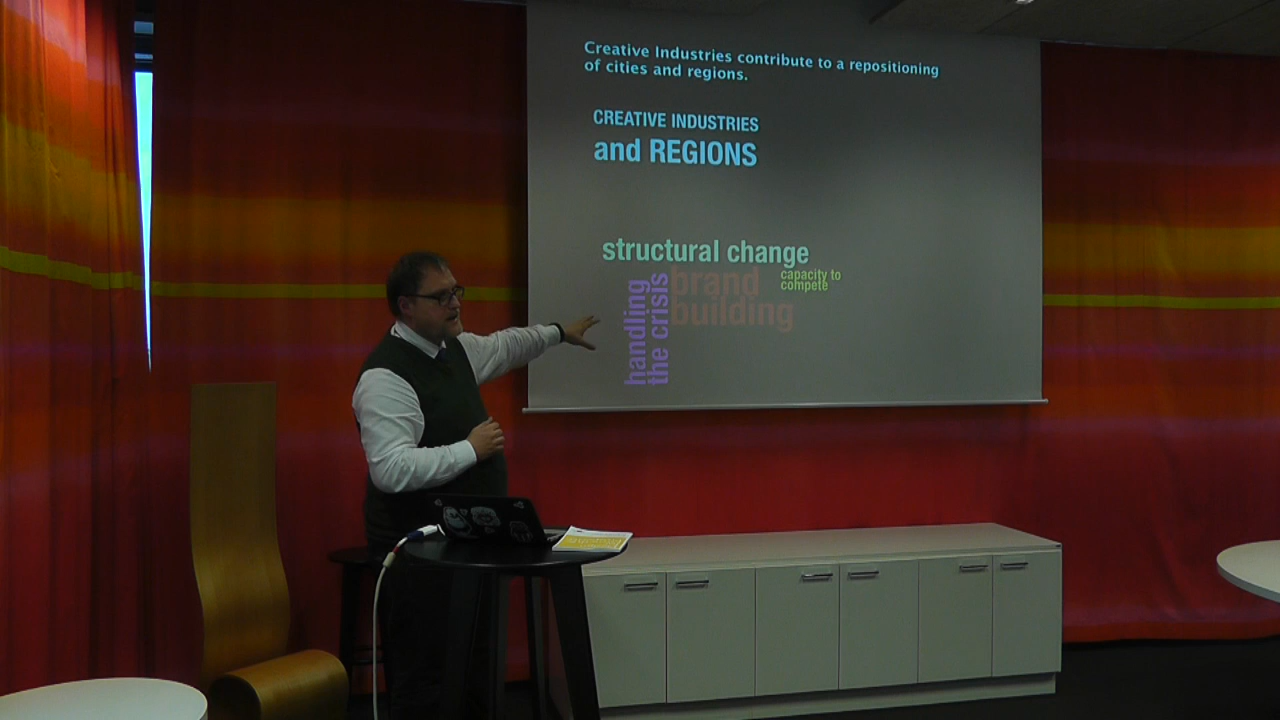 Creative Industries contribute to a repositioning
of cities and regions.
CREATIVE INDUSTRIES
and REGIONS
structural change
brand
building
capacity to
compete
handling
the crisis